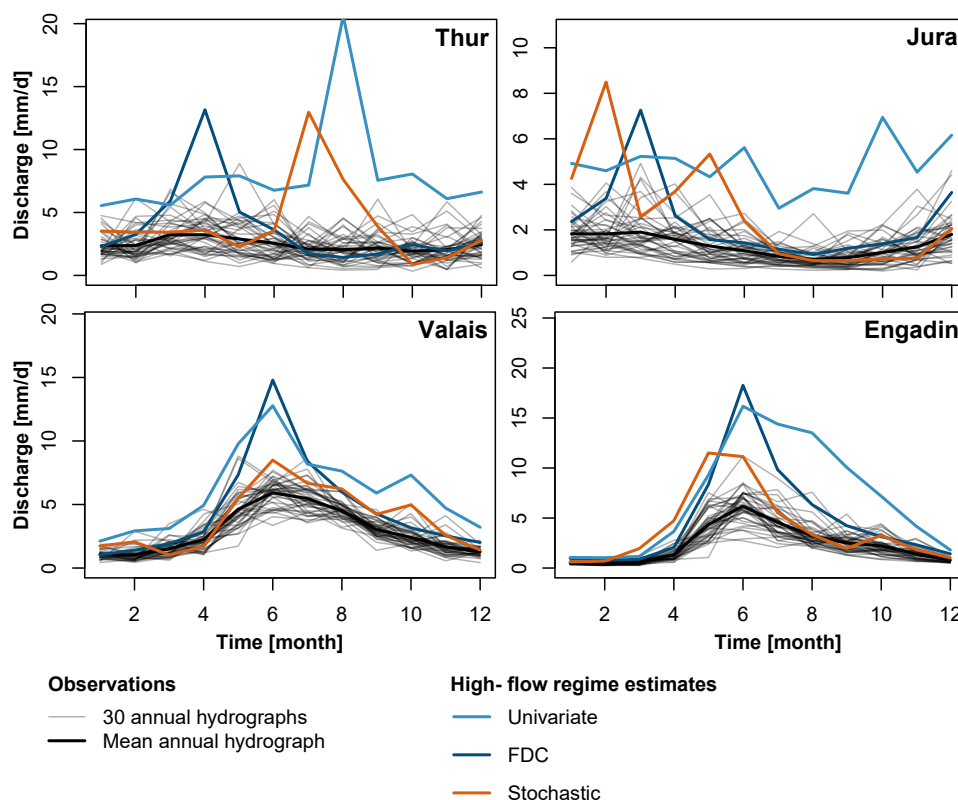 Thur
Jura
Discharge [mm/d]
20
15
10
5
0
10
8
6
4
2
0
Valais
Engadin
Discharge [mm/d]
20
15
10
5
0
25
20
15
10
5
0
2 4 6 8 10 12
2 4 6 8 10 12
Time [month]
Time [month]
Observations
30 annual hydrographs
Mean annual hydrograph
High- flow regime estimates
Univariate
FDC
Stochastic